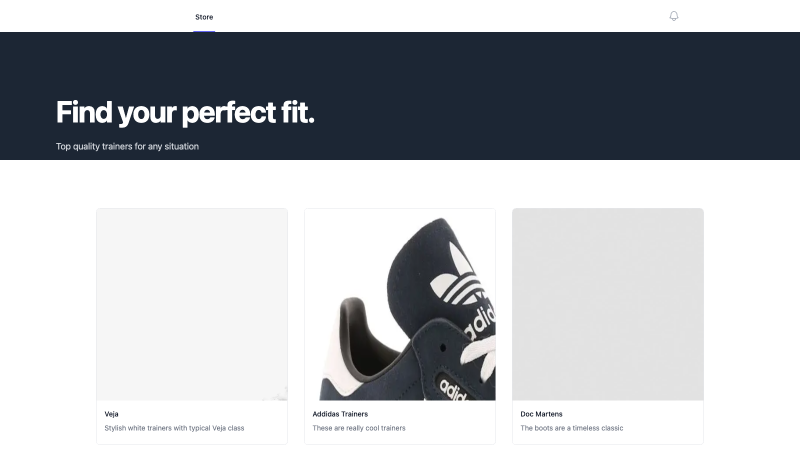 Store
Find your perfect fit.
Top quality trainers for any situation
adidas
adidas
Veja
Stylish white trainers with typical Veja class
Addidas Trainers
These are really cool trainers
Doc Martens
The boots are a timeless classic